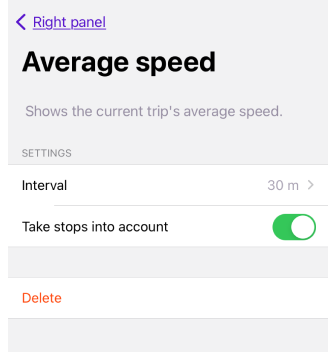 Right panel
Average speed
Shows the current trip's average speed.
SETTINGS
Interval 30 m
Take stops into account
Delete